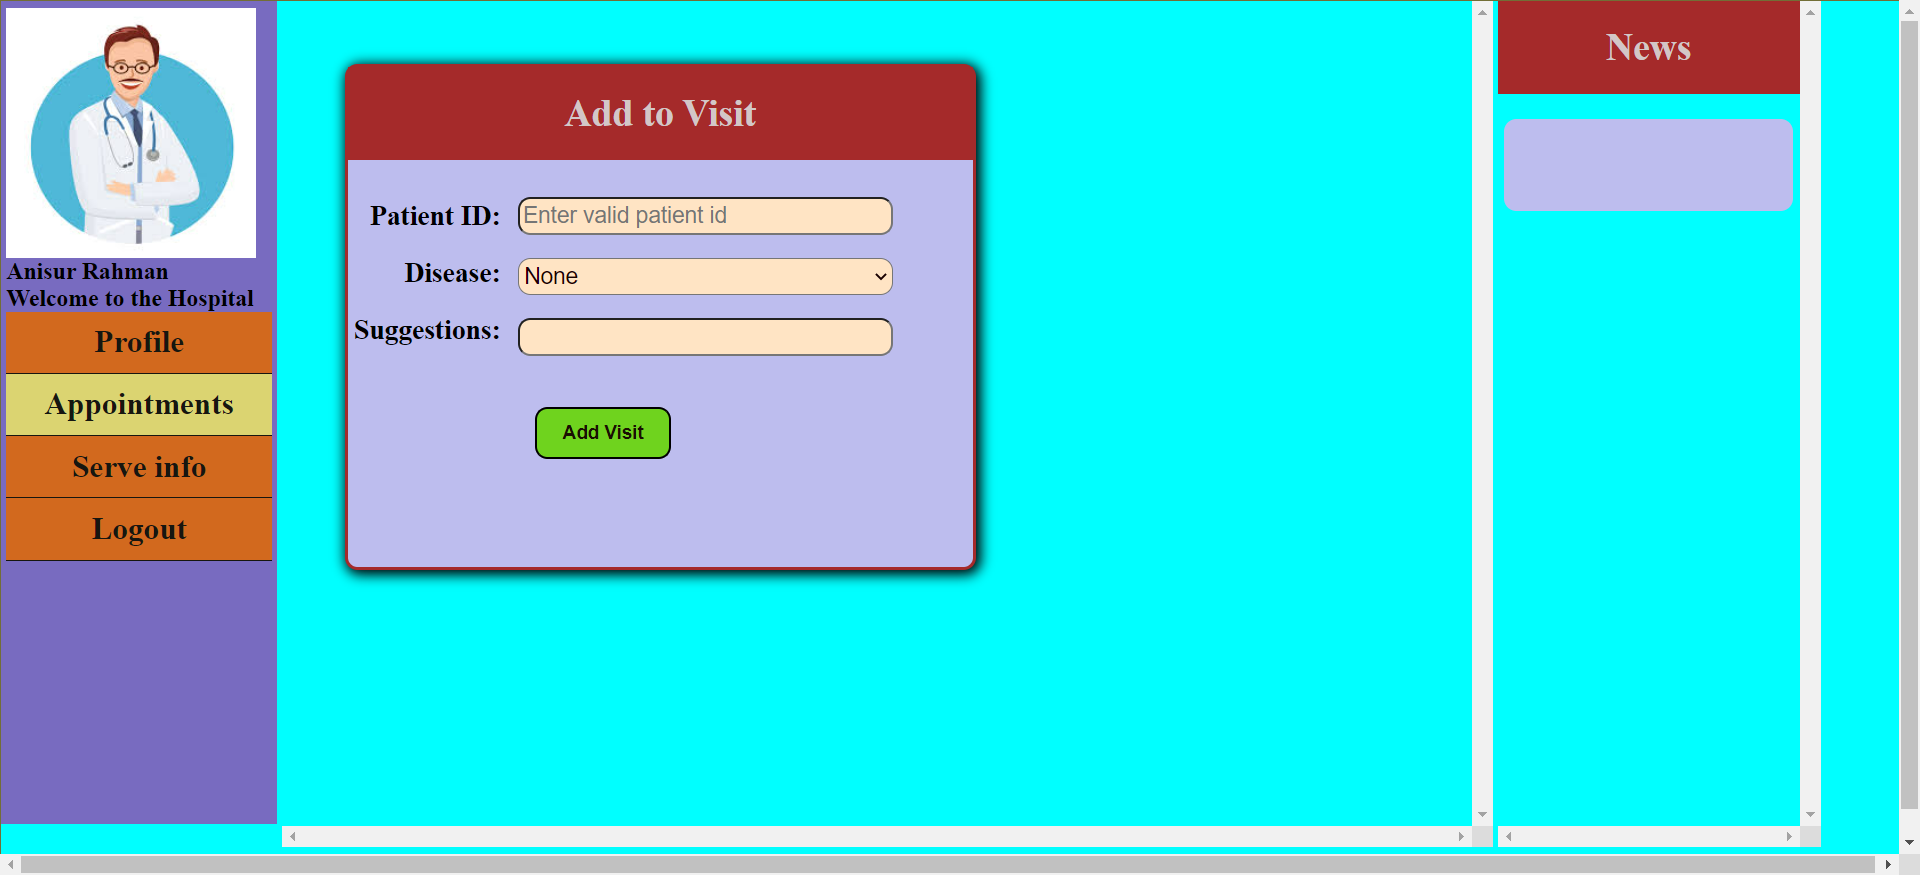 Anisur Rahman
Welcome to the Hospital
Profile
Appointments
Serve info
Logout
Add to Visit
Patient ID: Enter valid patient id
Disease: None
Suggestions:
Add Visit
News